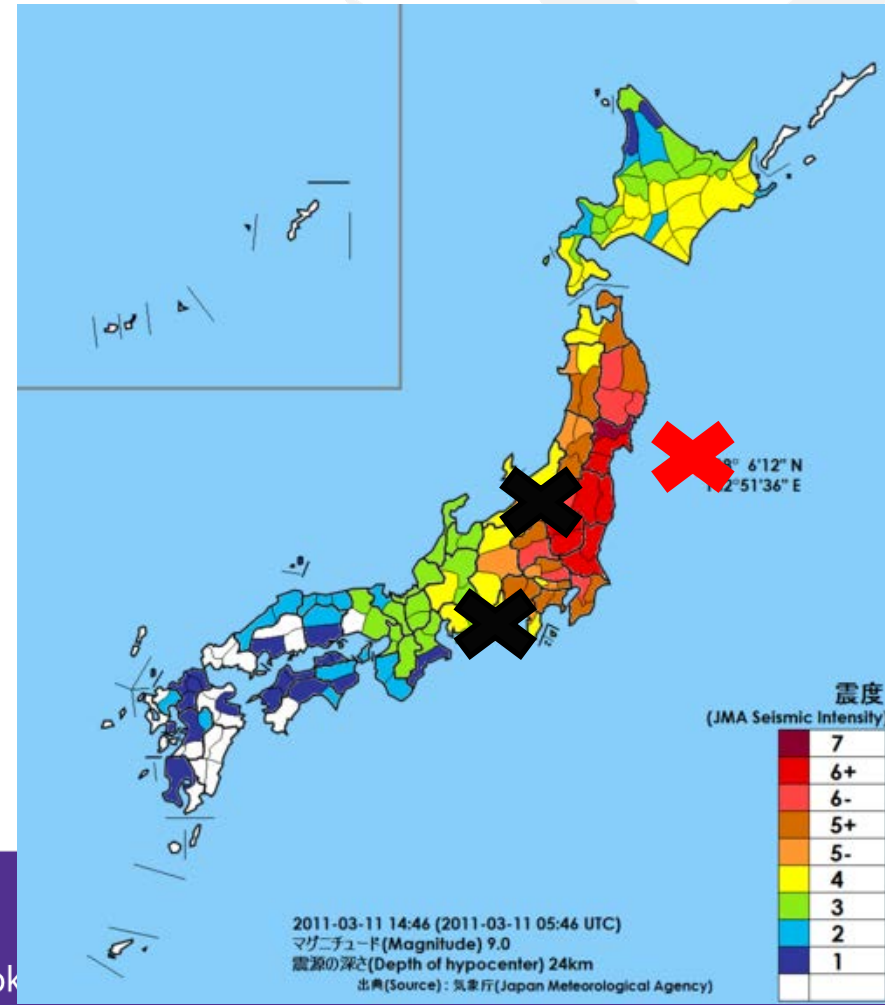 6'12" N
2°51'36" E
震度
(JMA Seismic Intensity)
7
6+
6-
5+
5-
4
3
2
1
2011-03-11 14:46 (2011-03-11 05:46 UTC)
マグニチュード(Magnitude) 9.0
震源の深さ(Depth of hypocenter) 24km
出典(Source) : 気象庁(Japan Meteorological Agency)